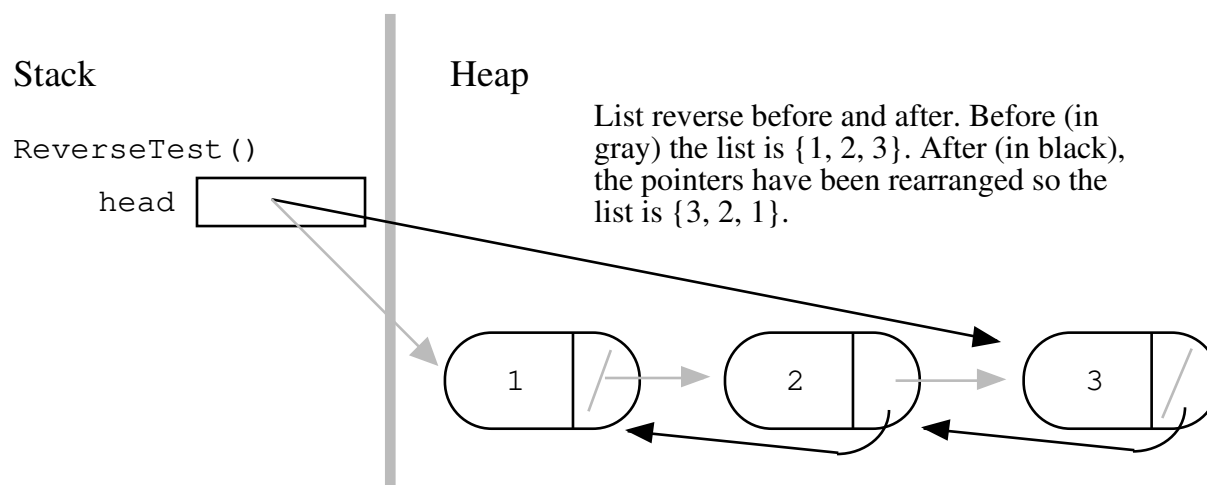 Stack
Heap
List reverse before and after. Before (in
gray) the list is {1, 2, 3}. After (in black),
the pointers have been rearranged so the
list is {3, 2, 1}.
ReverseTest()
head
1
2
3